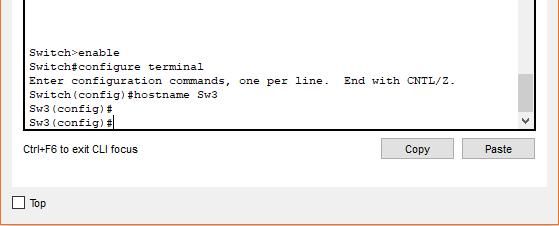 Switch>enable
Switch#configure terminal
Enter configuration commands, one per line.  End with CNTL/Z.
Switch(config)#hostname Sw3
Sw3(config)#
Sw3(config)#
Ctrl+F6 to exit CLI focus
Copy
Paste
Top